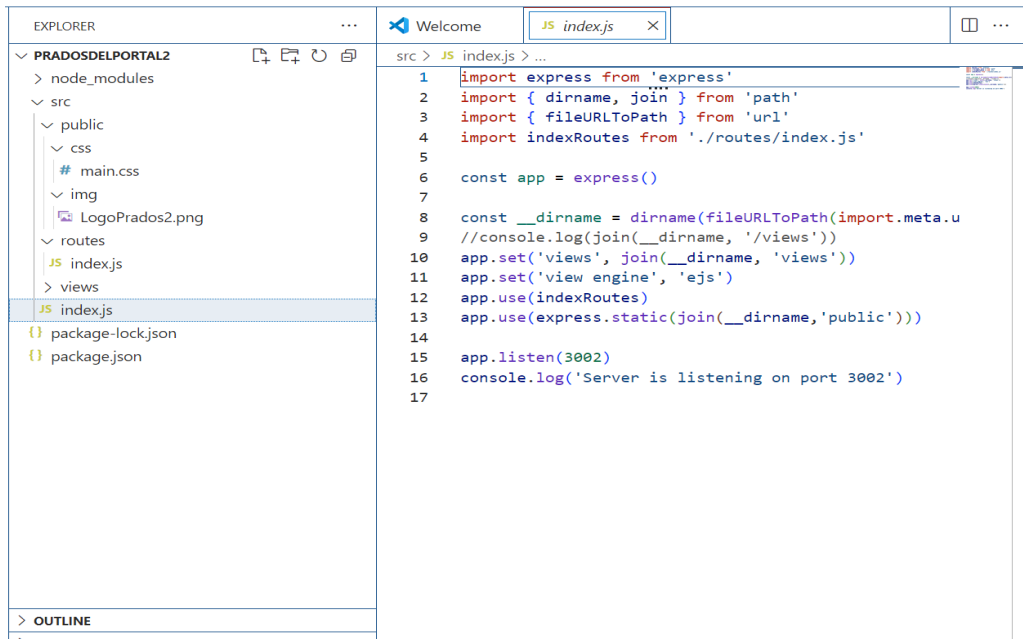 EXPLORER
PRADOSDELPORTAL2
node_modules
src
public
css
# main.css
img
LogoPrados2.png
routes
JS index.js
views
JS index.js
{} package-lock.json
{} package.json
OUTLINE
Welcome
JS index.js
src > JS index.js > ...
1 import express from 'express'
2 import { dirname, join } from 'path'
3 import { fileURLToPath } from 'url'
4 import indexRoutes from './routes/index.js'
5
6 const app = express()
7
8 const __dirname = dirname(fileURLToPath(import.meta.u
9 //console.log(join(__dirname, '/views'))
10 app.set('views', join(__dirname, 'views'))
11 app.set('view engine', 'ejs')
12 app.use(indexRoutes)
13 app.use(express.static(join(__dirname,'public')))
14
15 app.listen(3002)
16 console.log('Server is listening on port 3002')
17